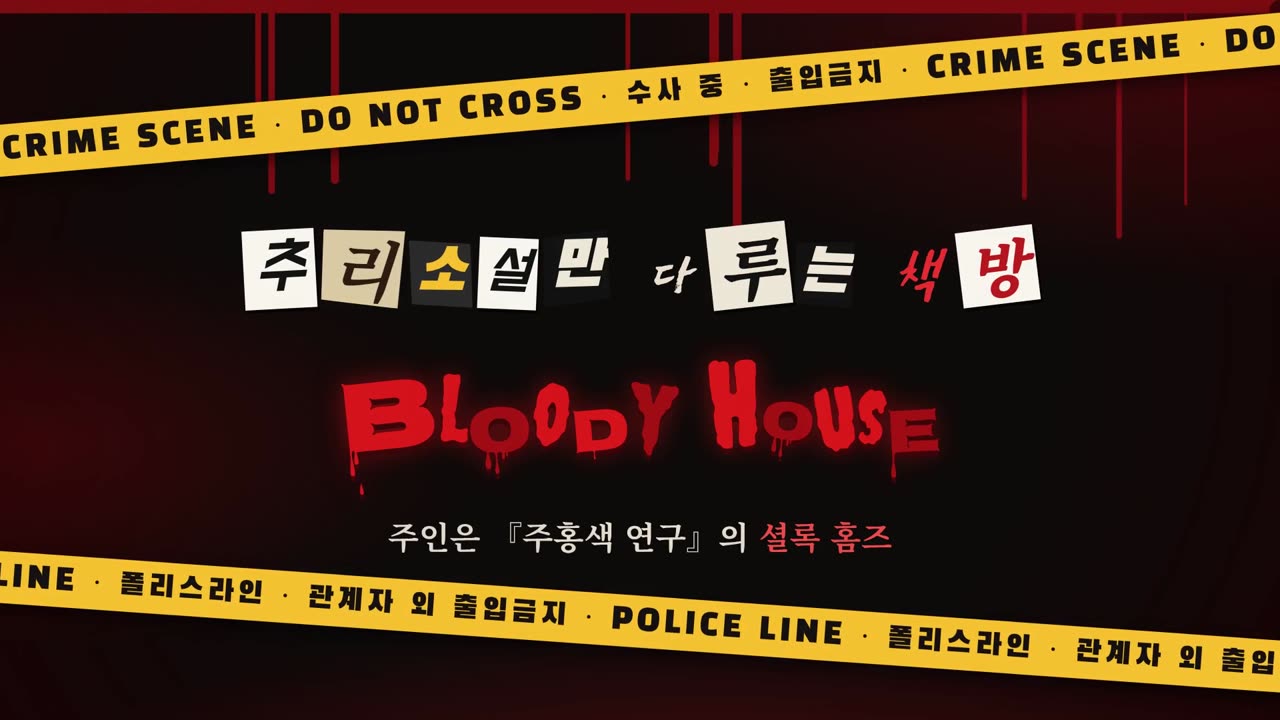 CRIME SCENE · DO NOT CROSS · 수사 중 · 출입금지 · CRIME SCENE · DO
추리소설만 다루는 책방
BLOODY HOUSE
주인은 『주홍색 연구』의 셜록 홈즈
LINE · 폴리스라인 · 관계자 외 출입금지 · POLICE LINE · 폴리스라인 · 관계자 외 출입